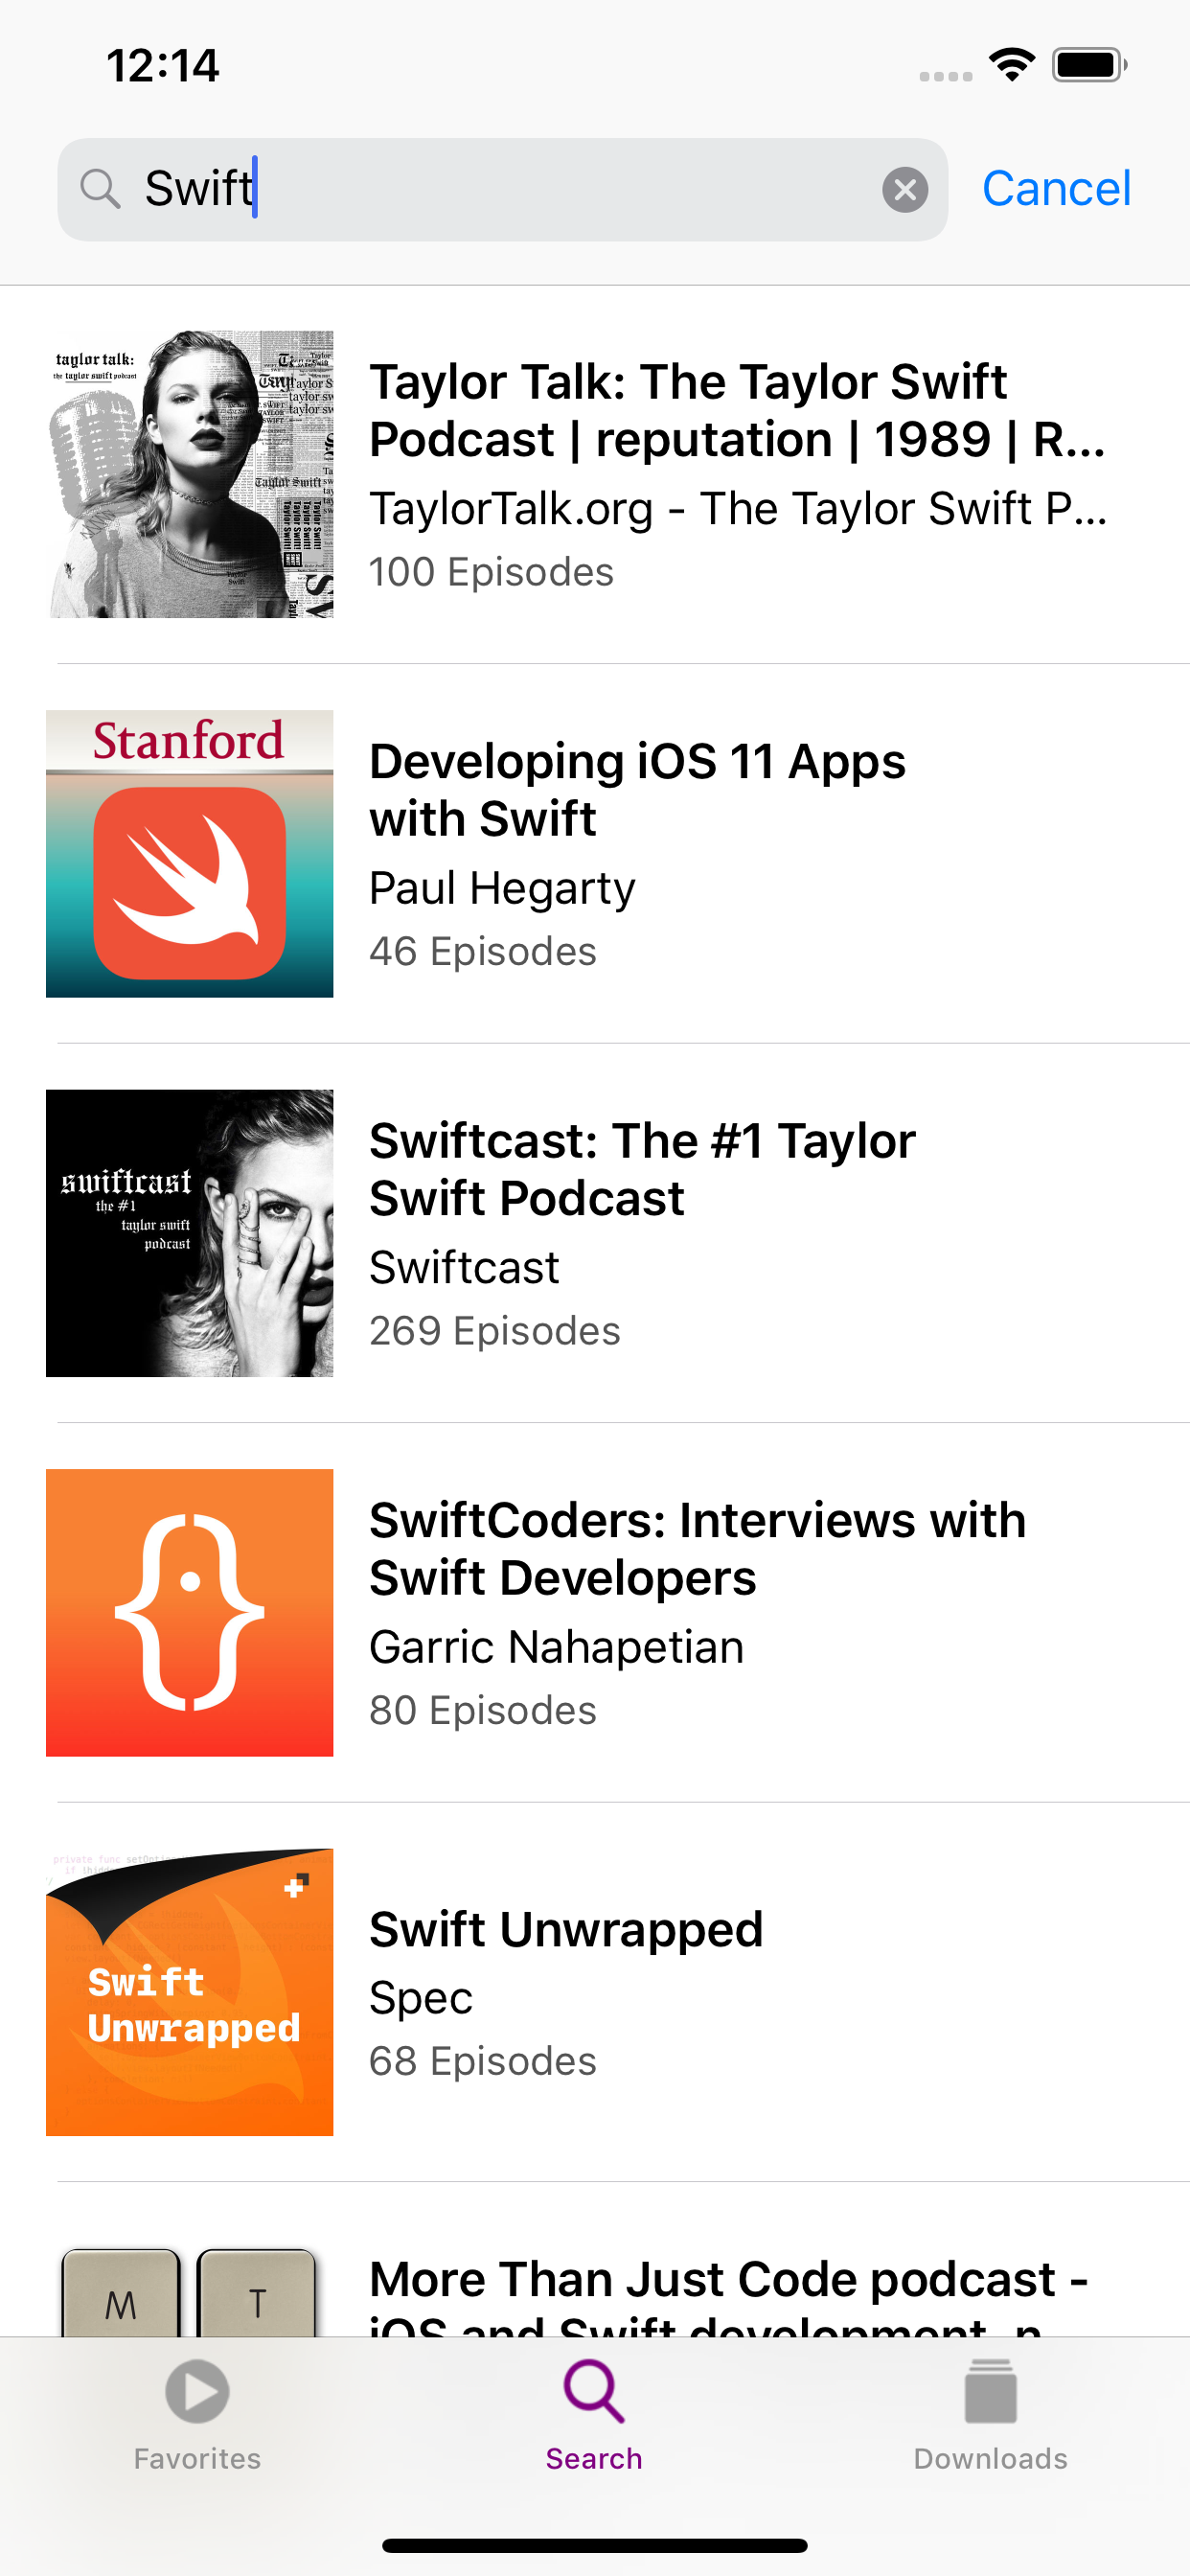 12:14
Swift
Cancel
taylor talk:
the taylor swift podcast
Taylor Talk: The Taylor Swift
Podcast | reputation | 1989 | R...
TaylorTalk.org - The Taylor Swift P...
100 Episodes
Stanford
Developing iOS 11 Apps
with Swift
Paul Hegarty
46 Episodes
swiftcast
the #1
taylor swift
podcast
Swiftcast: The #1 Taylor
Swift Podcast
Swiftcast
269 Episodes
SwiftCoders: Interviews with
Swift Developers
Garric Nahapetian
80 Episodes
Swift
Unwrapped
Swift Unwrapped
Spec
68 Episodes
M T
More Than Just Code podcast -
iOS and Swift development, n
Favorites
Search
Downloads